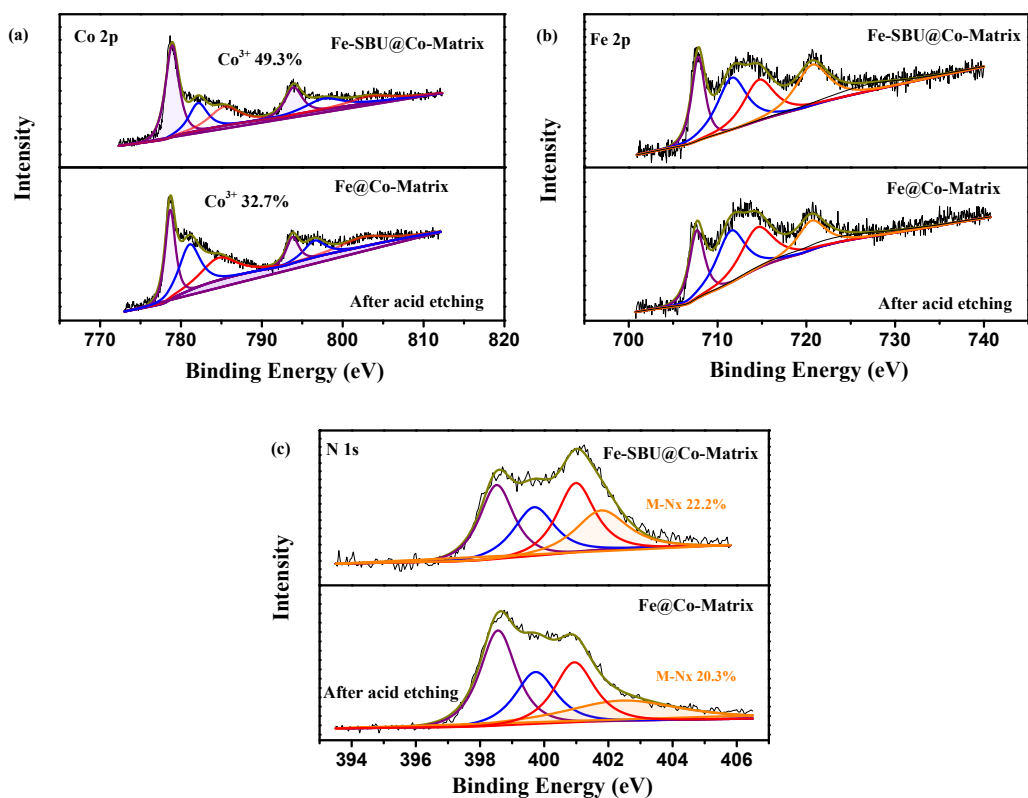 (a)
Co 2p
Fe-SBU@Co-Matrix
Co³⁺ 49.3%
Fe@Co-Matrix
Co³⁺ 32.7%
After acid etching
Intensity
770 780 790 800 810 820
Binding Energy (eV)
(b)
Fe 2p
Fe-SBU@Co-Matrix
Fe@Co-Matrix
After acid etching
Intensity
700 710 720 730 740
Binding Energy (eV)
(c)
N 1s
Fe-SBU@Co-Matrix
M-Nx 22.2%
Fe@Co-Matrix
M-Nx 20.3%
After acid etching
Intensity
394 396 398 400 402 404 406
Binding Energy (eV)